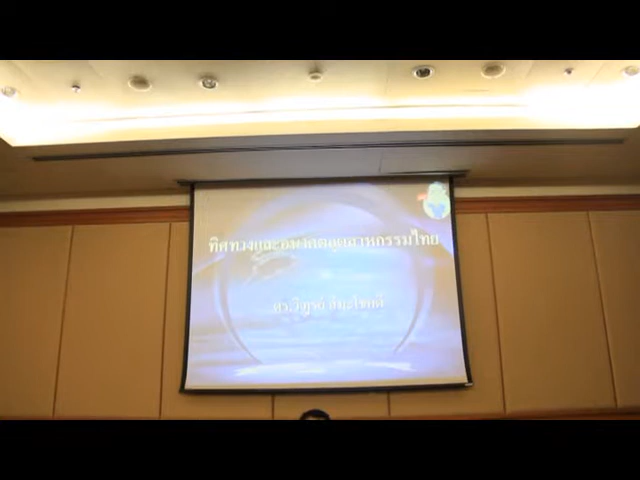 ทิศทางและอนาคตอุตสาหกรรมไทย
ดร.วิฑูรย์ สิมะโชคดี